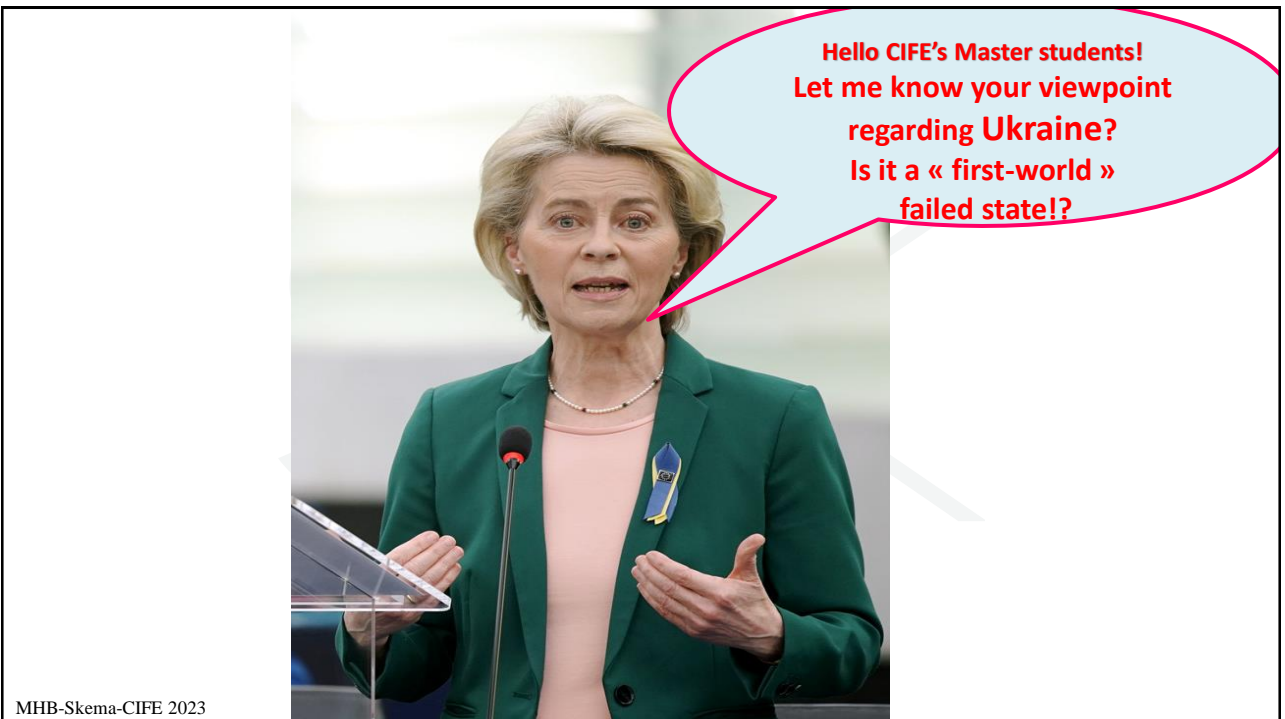 Hello CIFE’s Master students!
Let me know your viewpoint
regarding Ukraine?
Is it a « first-world »
failed state!?
MHB-Skema-CIFE 2023